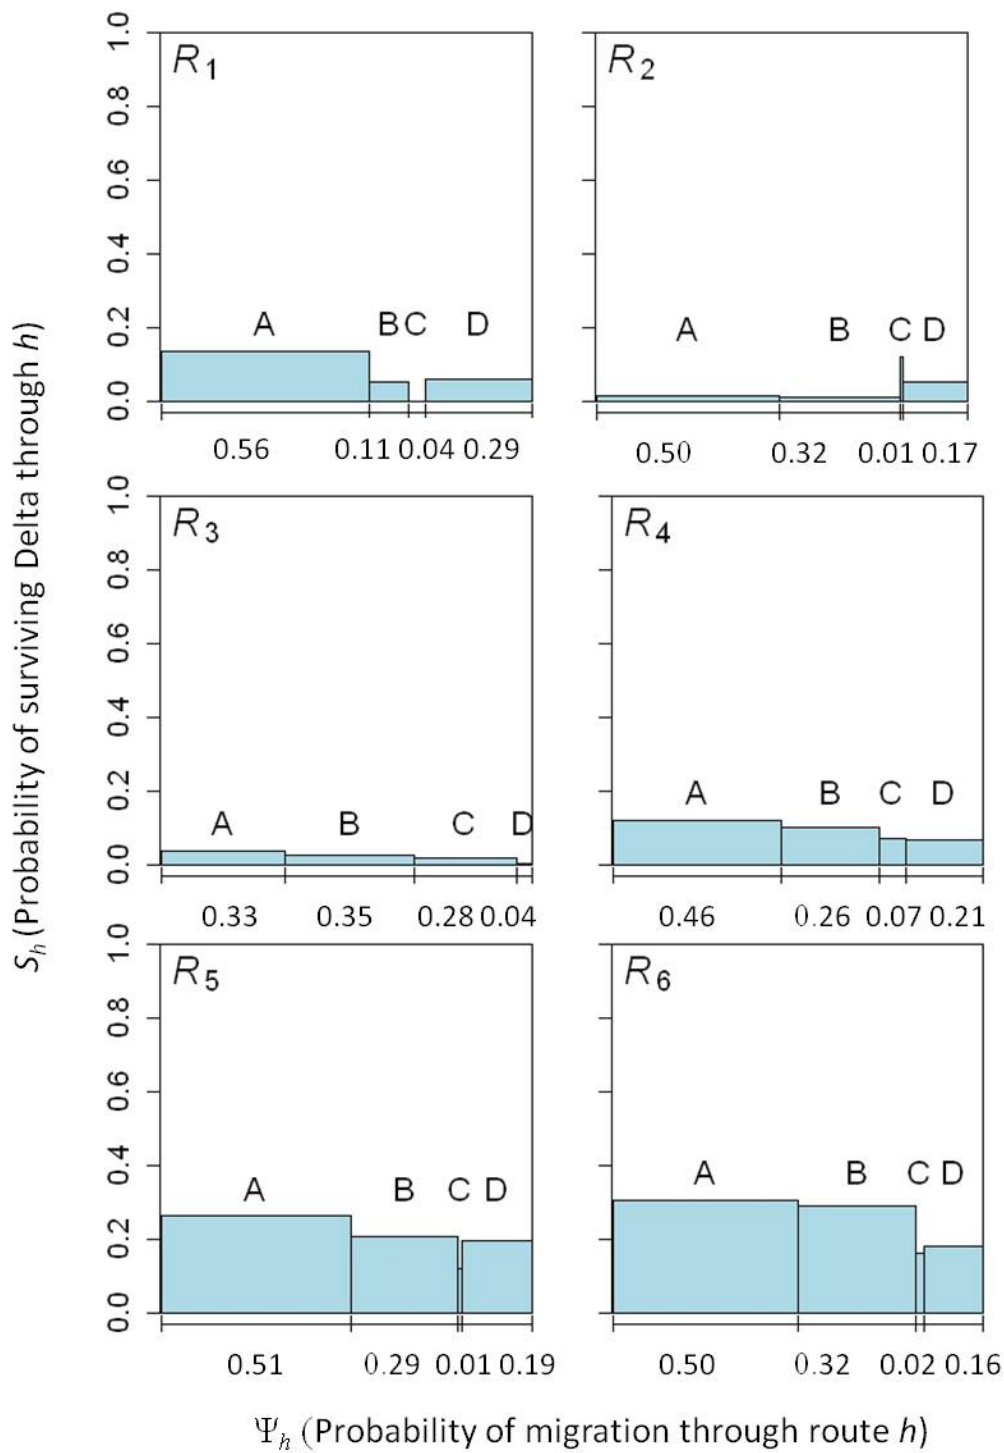 S_h (Probability of surviving Delta through h)
1.0
0.8
0.6
0.4
0.2
0.0
R1
A B C D
0.56 0.11 0.04 0.29
R2
A B C D
0.50 0.32 0.01 0.17
1.0
0.8
0.6
0.4
0.2
0.0
R3
A B C D
0.33 0.35 0.28 0.04
R4
A B C D
0.46 0.26 0.07 0.21
1.0
0.8
0.6
0.4
0.2
0.0
R5
A B C D
0.51 0.29 0.01 0.19
R6
A B C D
0.50 0.32 0.02 0.16
Ψ_h (Probability of migration through route h)